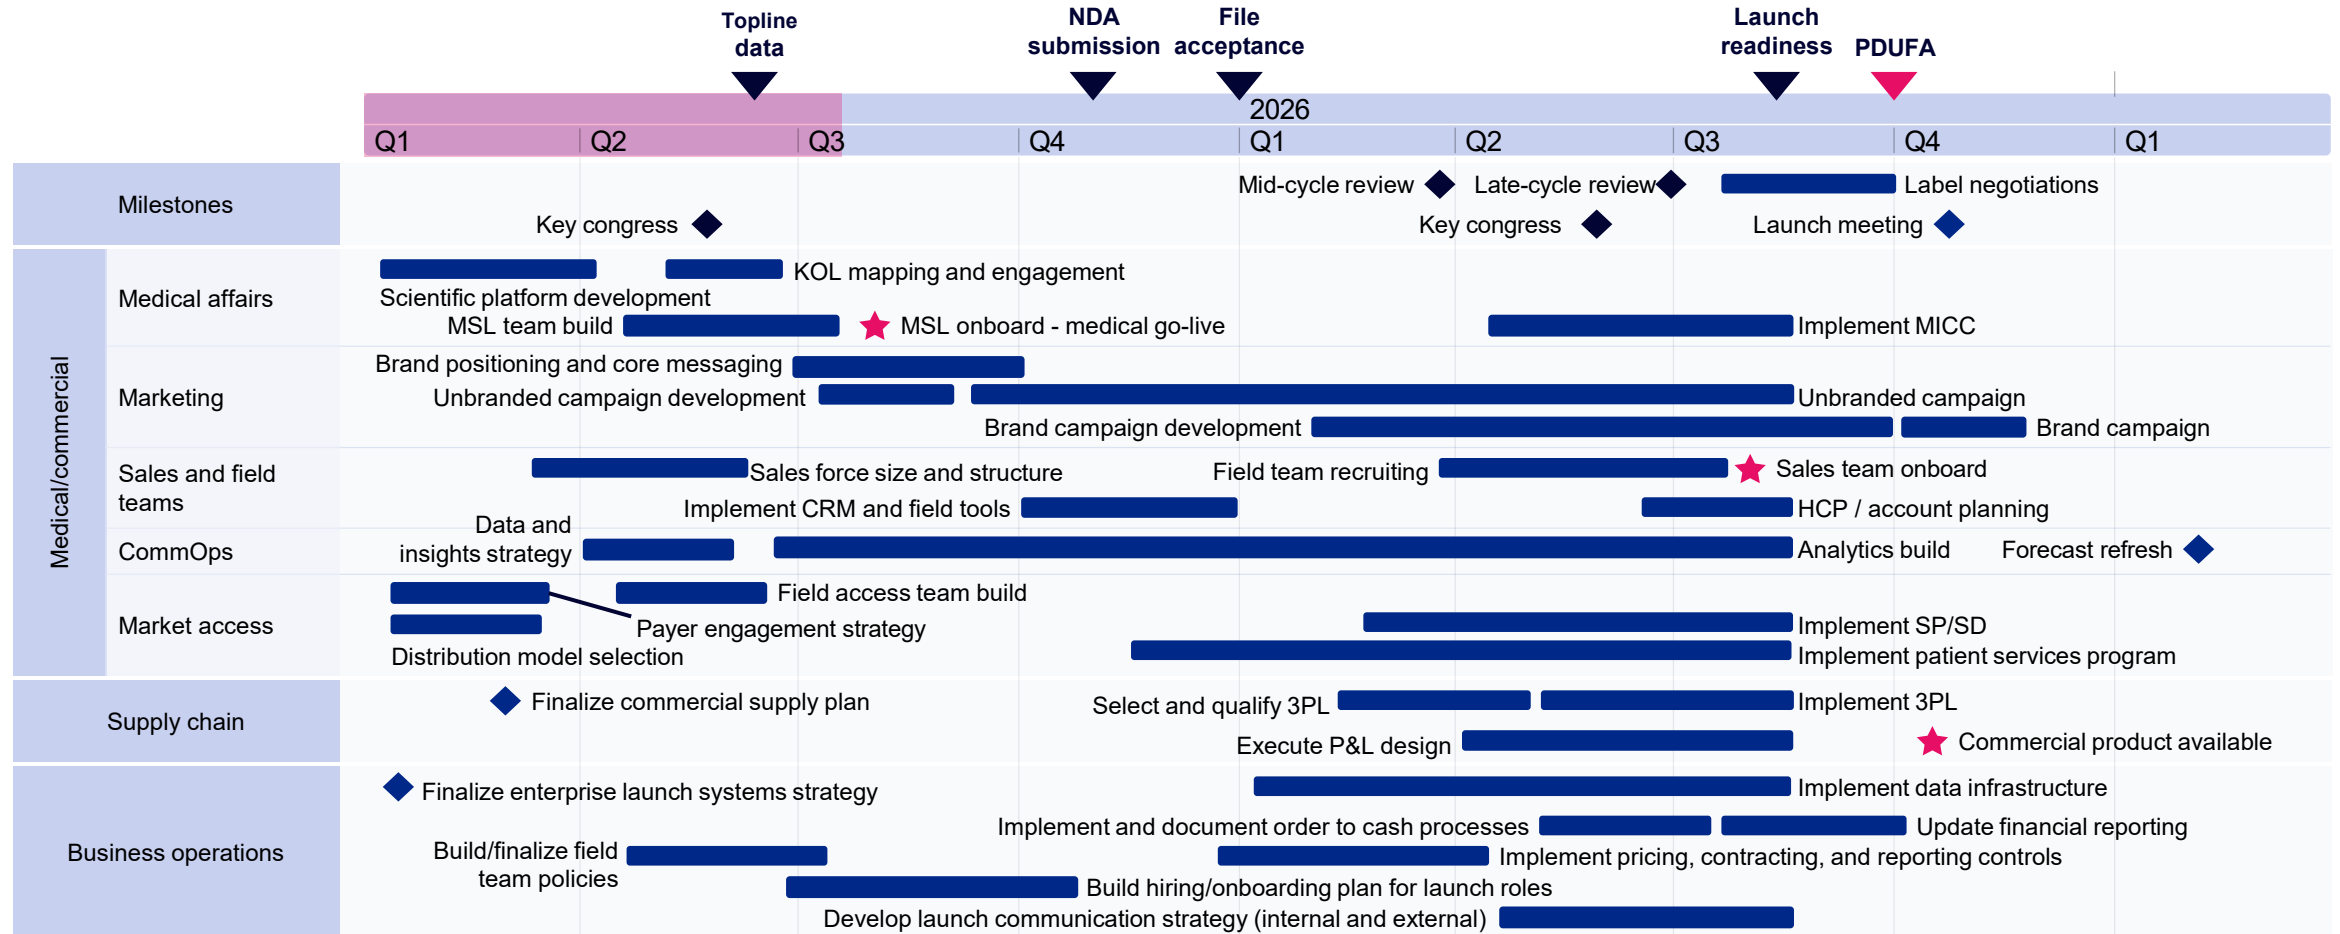 Topline
data
NDA
submission
File
acceptance
Launch
readiness
PDUFA
2026
Q1
Q2
Q3
Q4
Q1
Q2
Q3
Q4
Q1
Milestones
Mid-cycle review
Late-cycle review
Label negotiations
Key congress
Key congress
Launch meeting
Medical/commercial
Medical affairs
KOL mapping and engagement
Scientific platform development
MSL team build
MSL onboard - medical go-live
Implement MICC
Marketing
Brand positioning and core messaging
Unbranded campaign development
Unbranded campaign
Brand campaign development
Brand campaign
Sales and field
teams
Sales force size and structure
Field team recruiting
Sales team onboard
Implement CRM and field tools
HCP / account planning
CommOps
Data and
insights strategy
Analytics build
Forecast refresh
Market access
Field access team build
Payer engagement strategy
Implement SP/SD
Distribution model selection
Implement patient services program
Supply chain
Finalize commercial supply plan
Select and qualify 3PL
Implement 3PL
Execute P&L design
Commercial product available
Business operations
Finalize enterprise launch systems strategy
Implement data infrastructure
Implement and document order to cash processes
Update financial reporting
Build/finalize field
team policies
Implement pricing, contracting, and reporting controls
Build hiring/onboarding plan for launch roles
Develop launch communication strategy (internal and external)